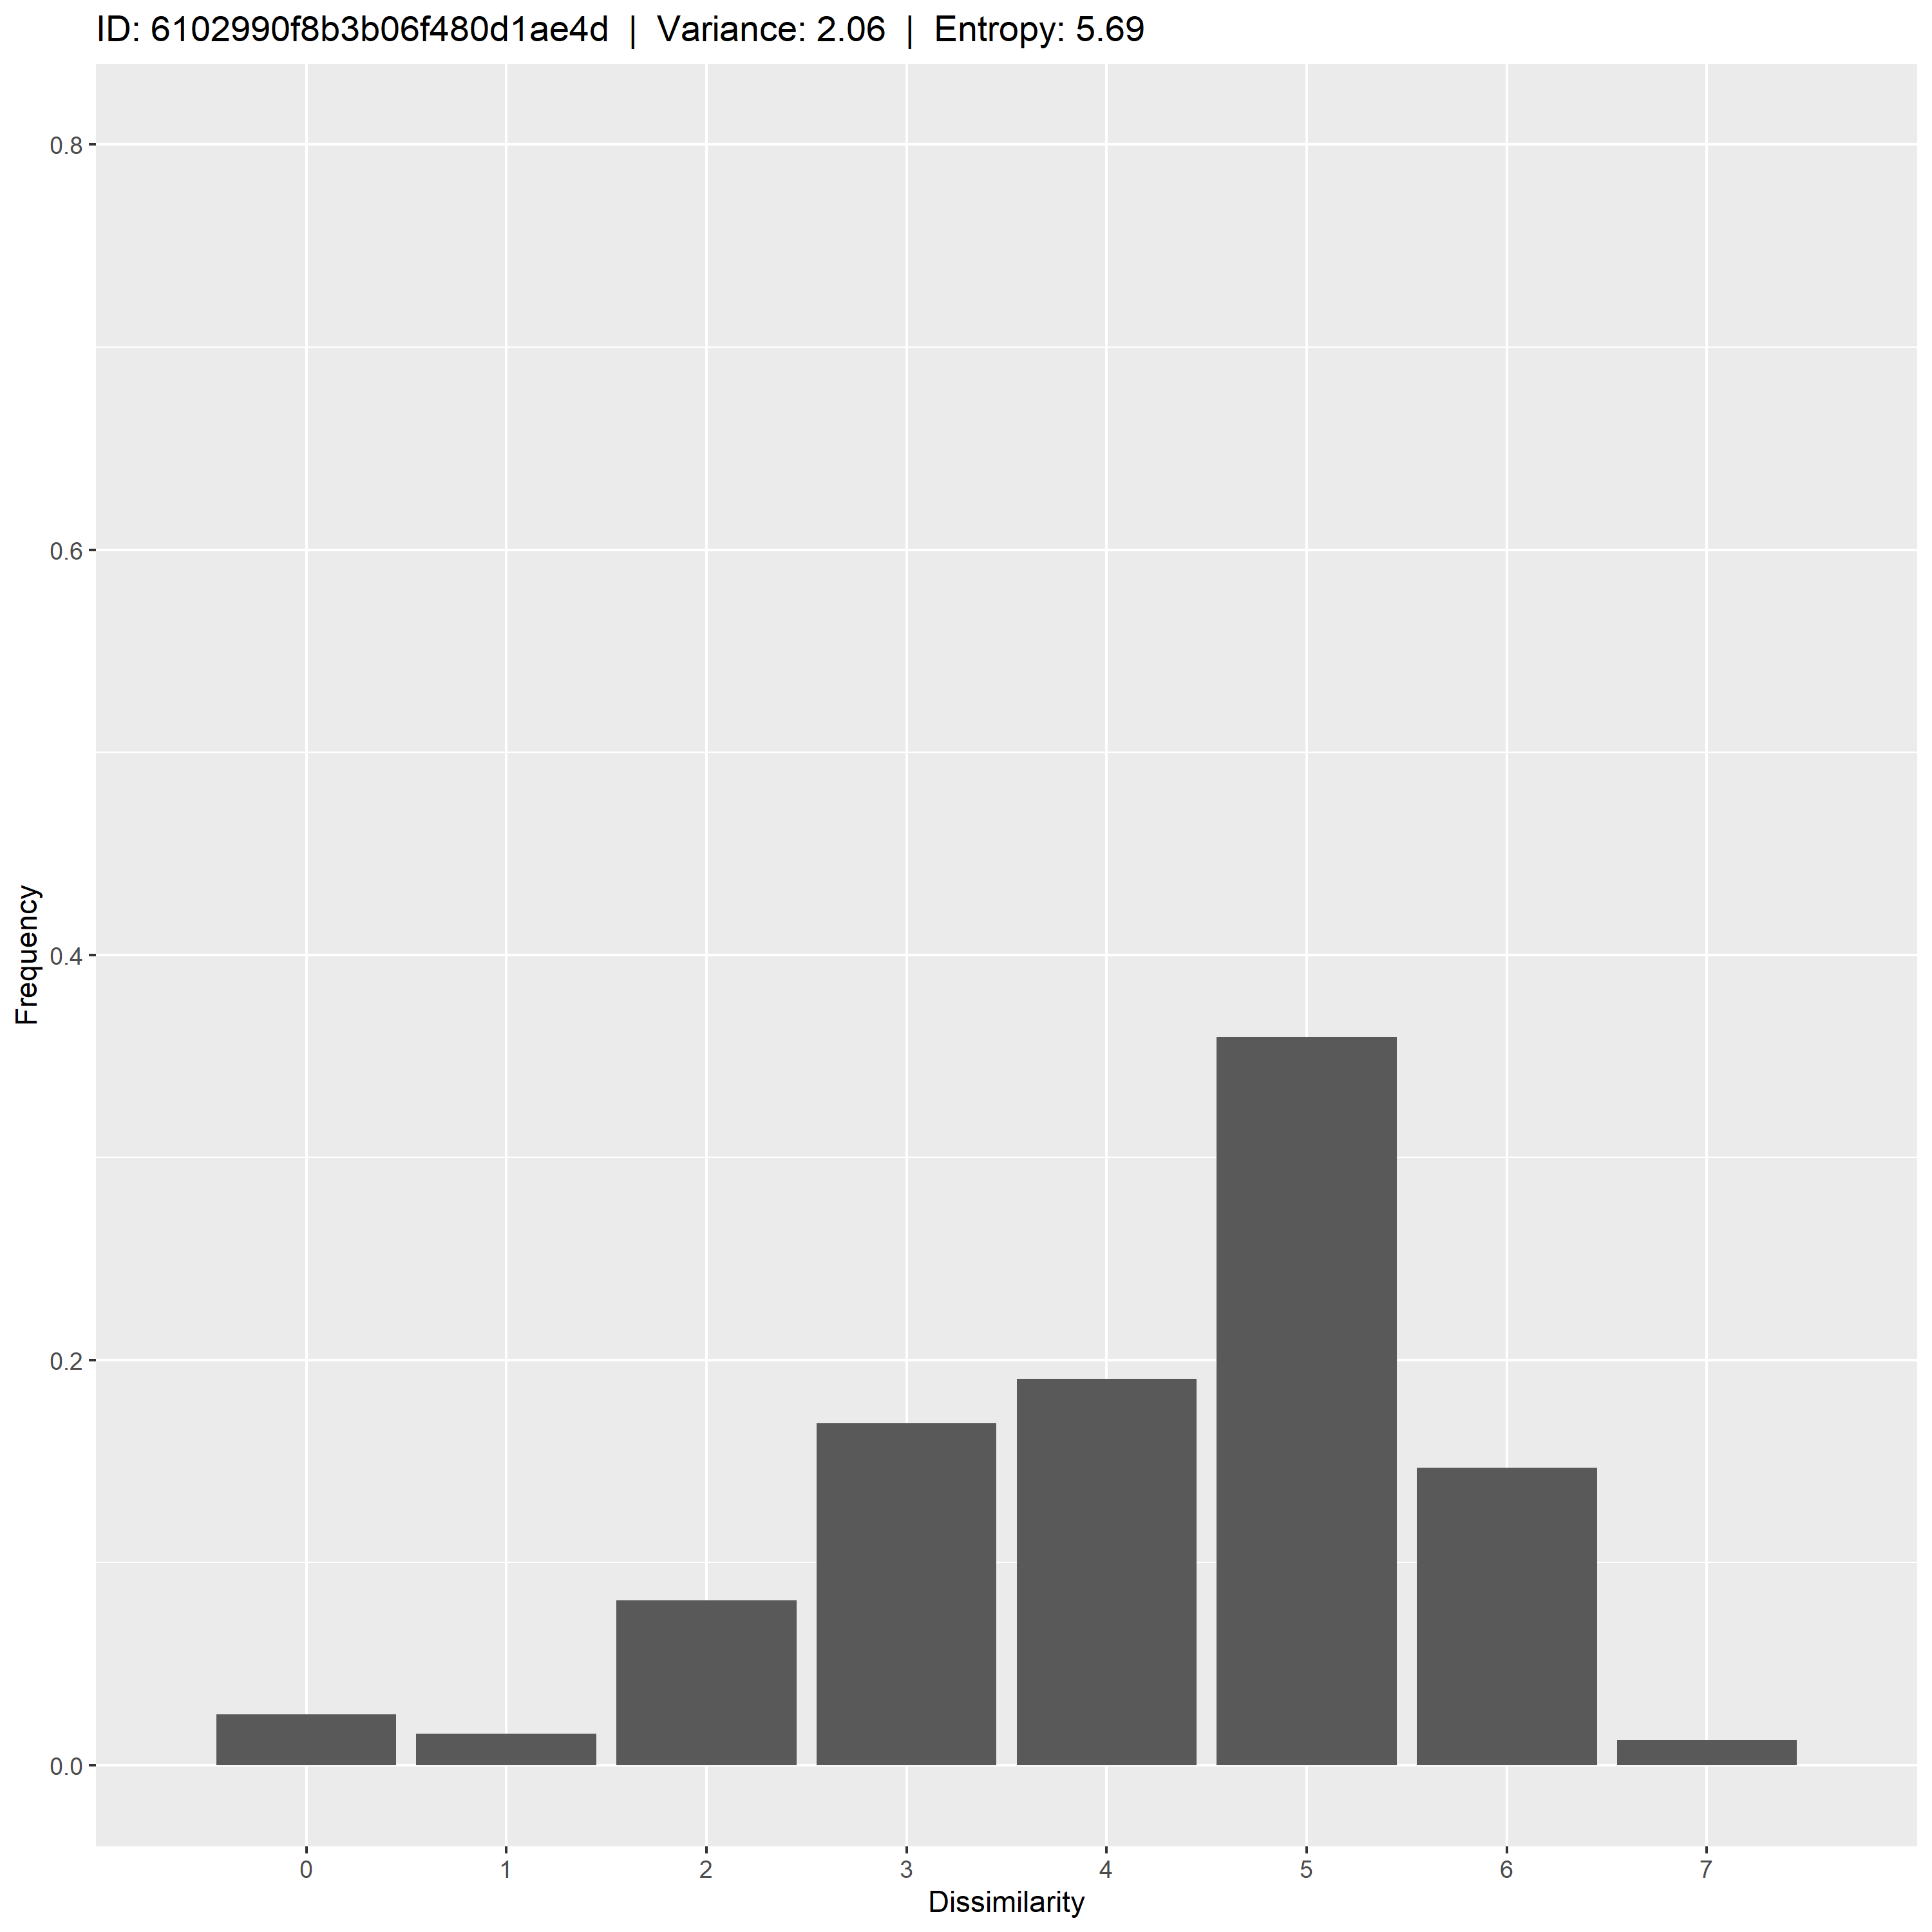 ID: 6102990f8b3b06f480d1ae4d | Variance: 2.06 | Entropy: 5.69
Frequency
0.8
0.6
0.4
0.2
0.0
0 1 2 3 4 5 6 7
Dissimilarity